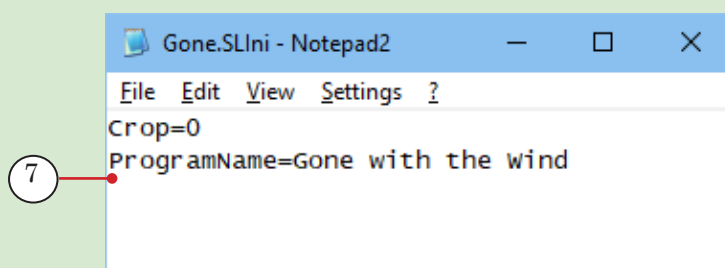 Gone.SLIni - Notepad2
File Edit View Settings ?
Crop=0
ProgramName=Gone with the Wind
7